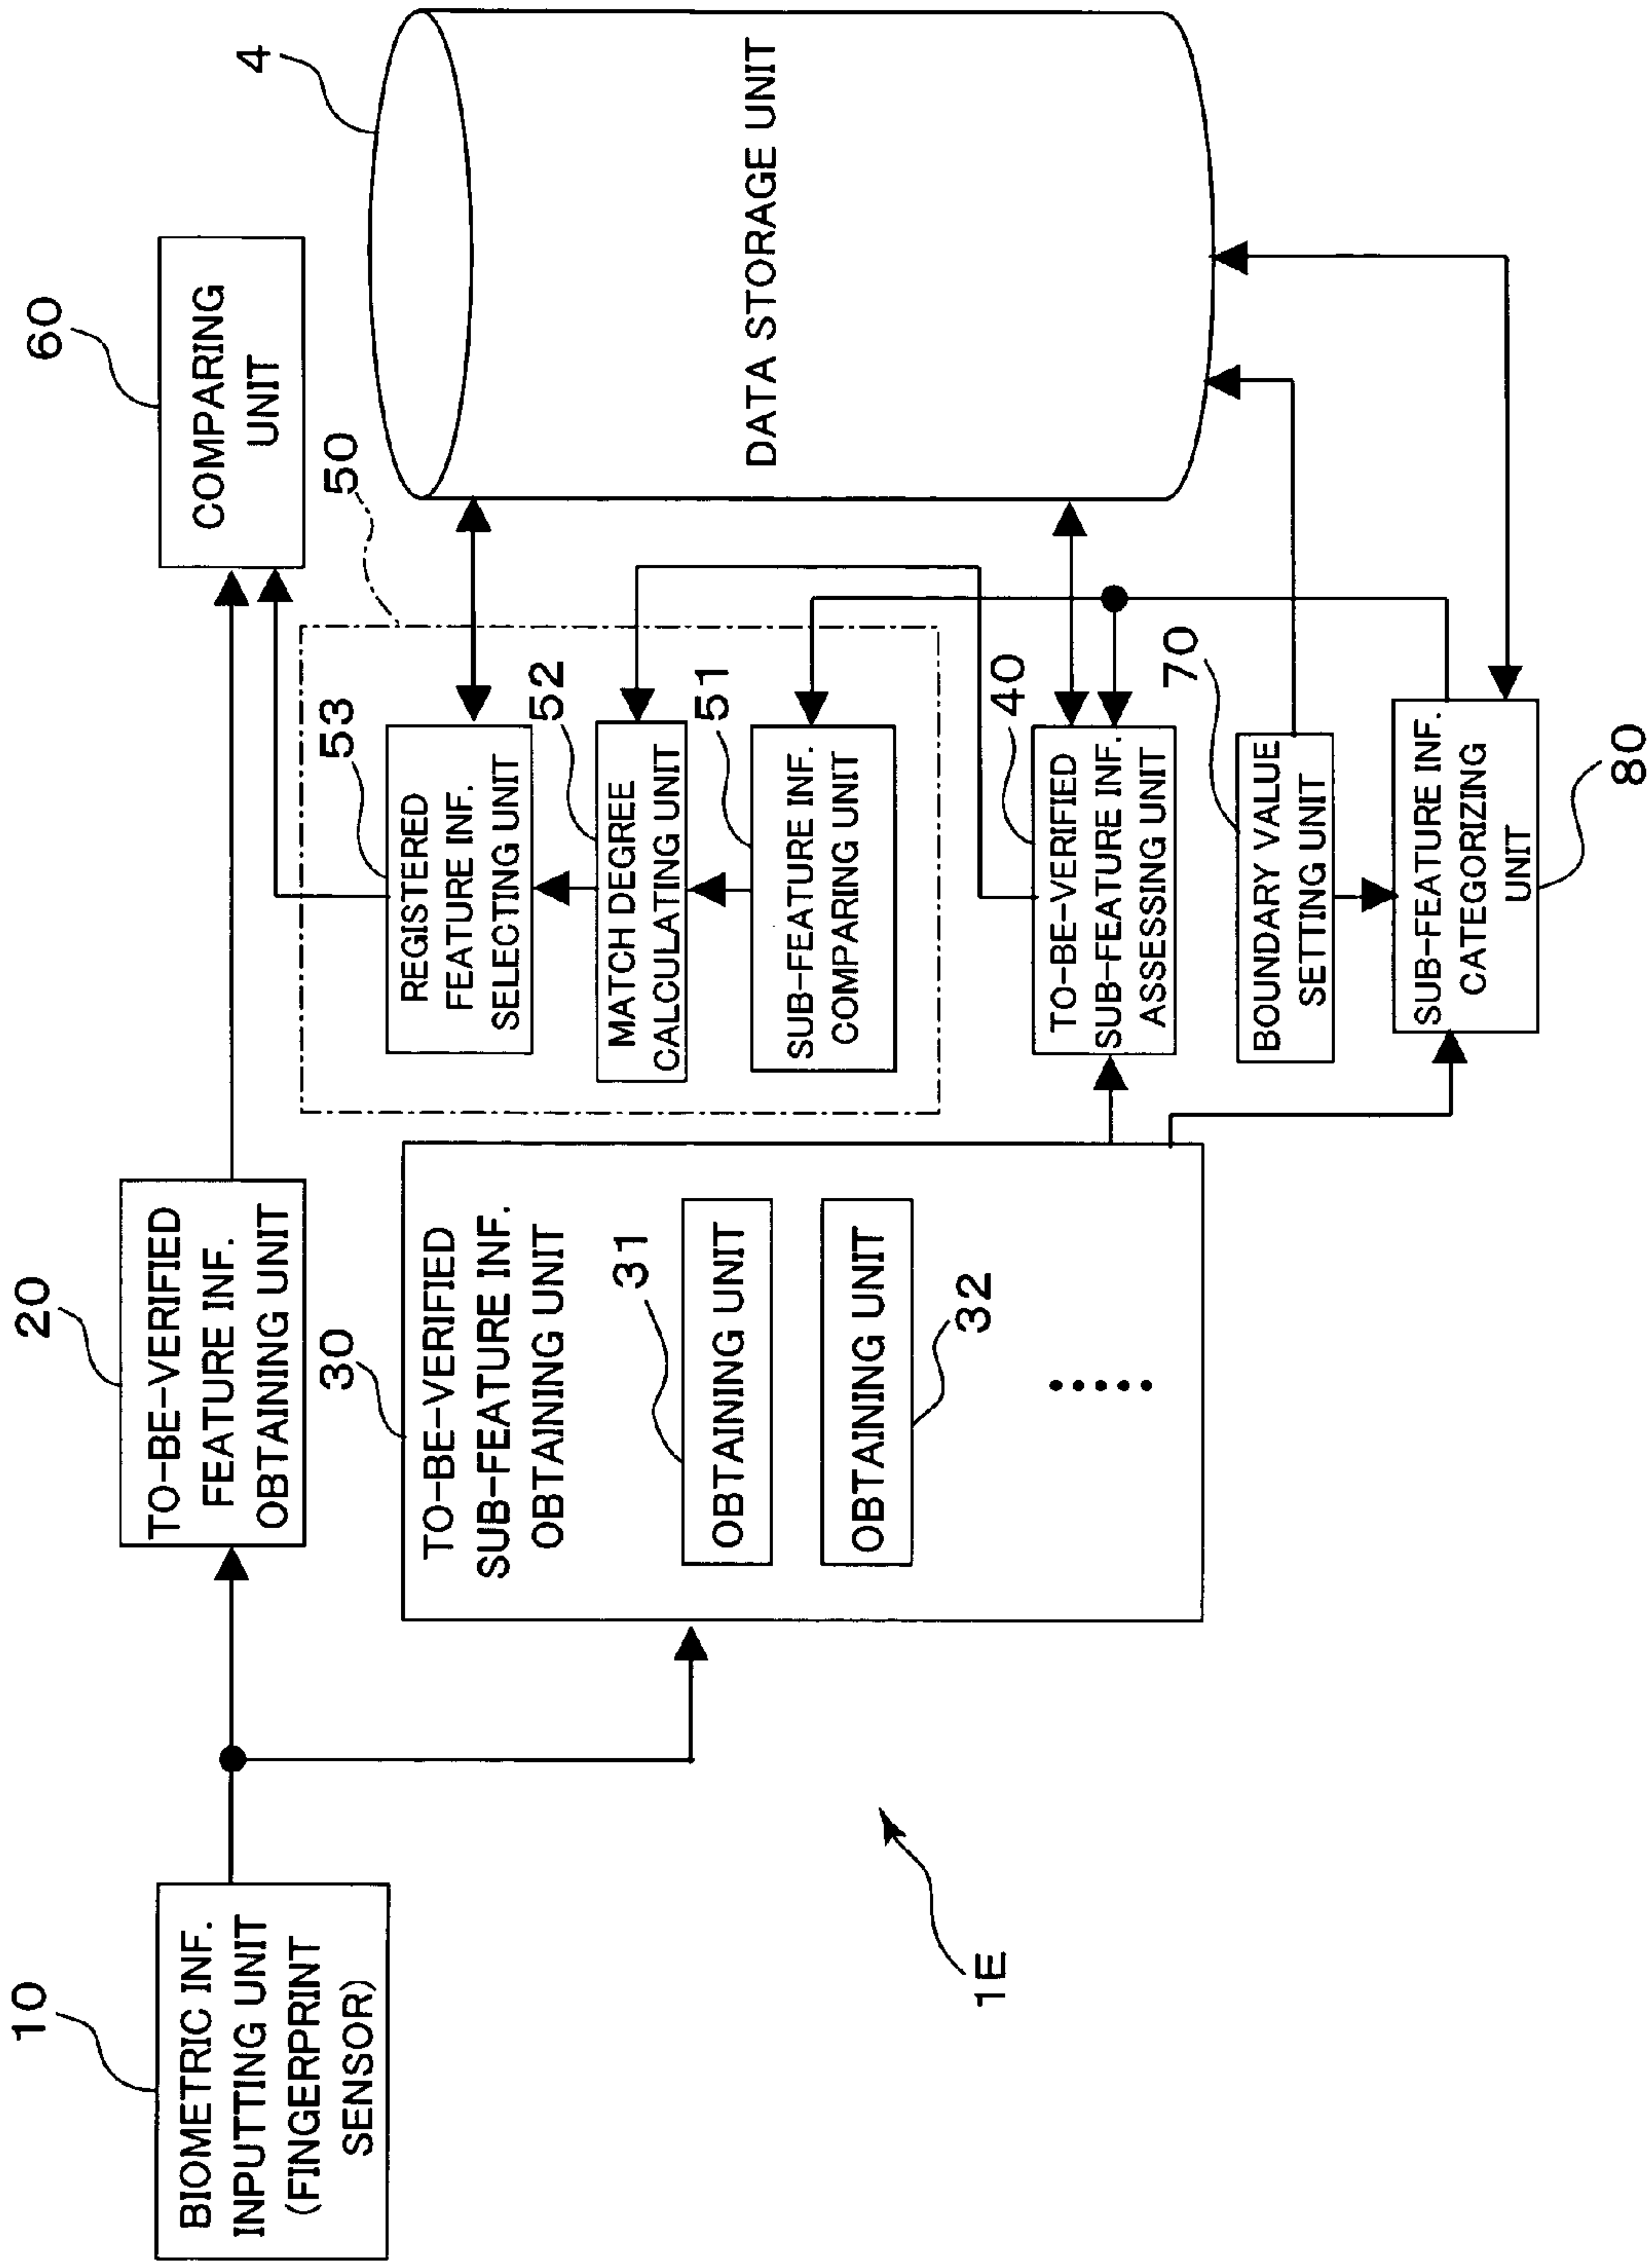 10
BIOMETRIC INF.
INPUTTING UNIT
(FINGERPRINT
SENSOR)
20
TO-BE-VERIFIED
FEATURE INF.
OBTAINING UNIT
60
COMPARING
UNIT
30
TO-BE-VERIFIED
SUB-FEATURE INF.
OBTAINING UNIT
31
OBTAINING UNIT
OBTAINING UNIT
32
50
53
REGISTERED
FEATURE INF.
SELECTING UNIT
52
MATCH DEGREE
CALCULATING UNIT
51
SUB-FEATURE INF.
COMPARING UNIT
40
TO-BE-VERIFIED
SUB-FEATURE INF.
ASSESSING UNIT
70
BOUNDARY VALUE
SETTING UNIT
SUB-FEATURE INF.
CATEGORIZING
UNIT
80
4
DATA STORAGE UNIT
1E